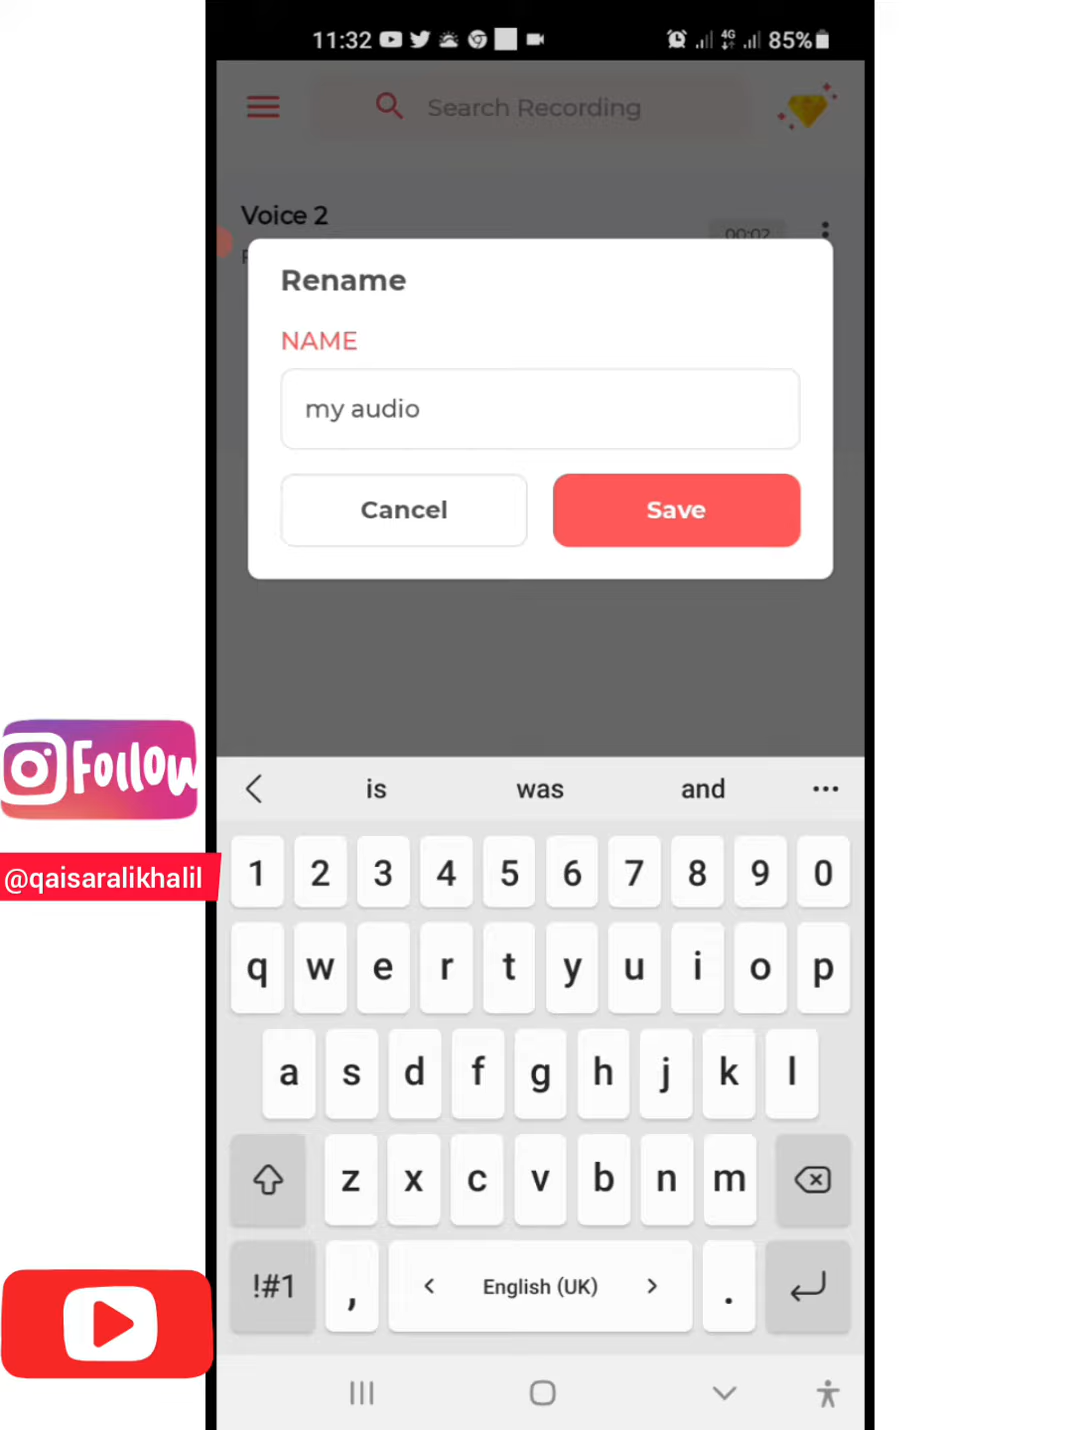 11:32 4G 85%
Search Recording
Voice 2
00:02
Rename
NAME
my audio
Cancel Save
Follow
@qaisaralikhalil
is was and ...
1 2 3 4 5 6 7 8 9 0
q w e r t y u i o p
a s d f g h j k l
z x c v b n m
!#1 , < English (UK) > .